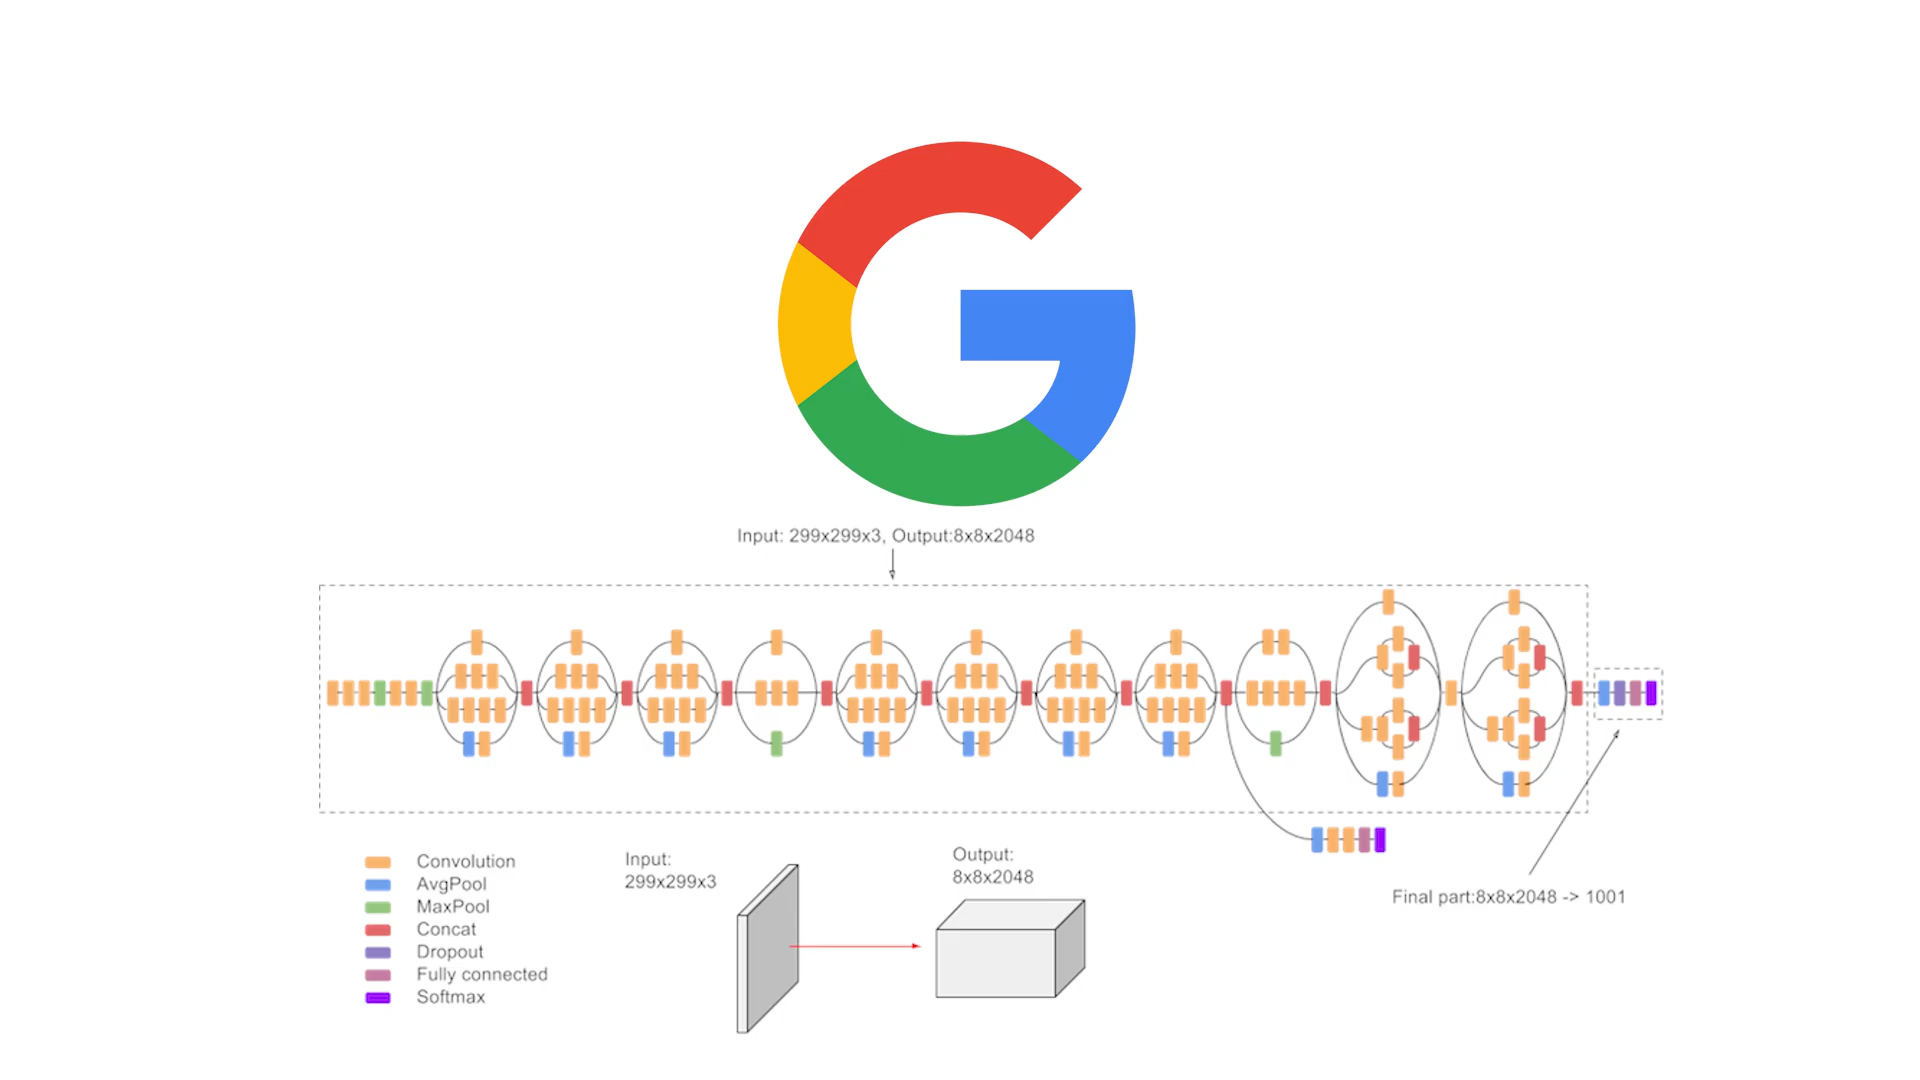 Input: 299x299x3, Output:8x8x2048
Convolution
AvgPool
MaxPool
Concat
Dropout
Fully connected
Softmax
Input:
299x299x3
Output:
8x8x2048
Final part:8x8x2048 -> 1001